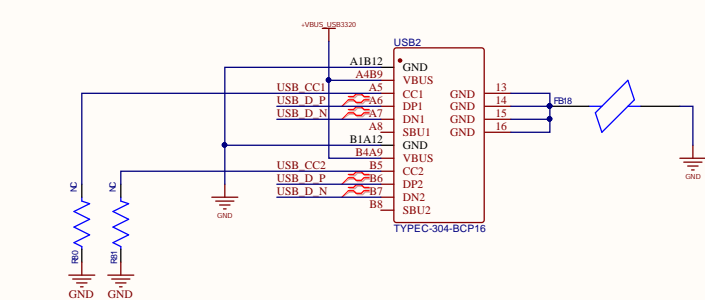 +VBUS_USB3320
USB2
A1B12 GND
A4B9 VBUS
USB_CC1 A5 CC1 GND 13
USB_D_P A6 DP1 GND 14 FB18
USB_D_N A7 DN1 GND 15
A8 SBU1 GND 16
B1A12 GND
B4A9 VBUS
USB_CC2 B5 CC2
USB_D_P B6 DP2
USB_D_N B7 DN2
B8 SBU2
TYPEC-304-BCP16
GND
GND
NC NC
R80 R81
GND GND